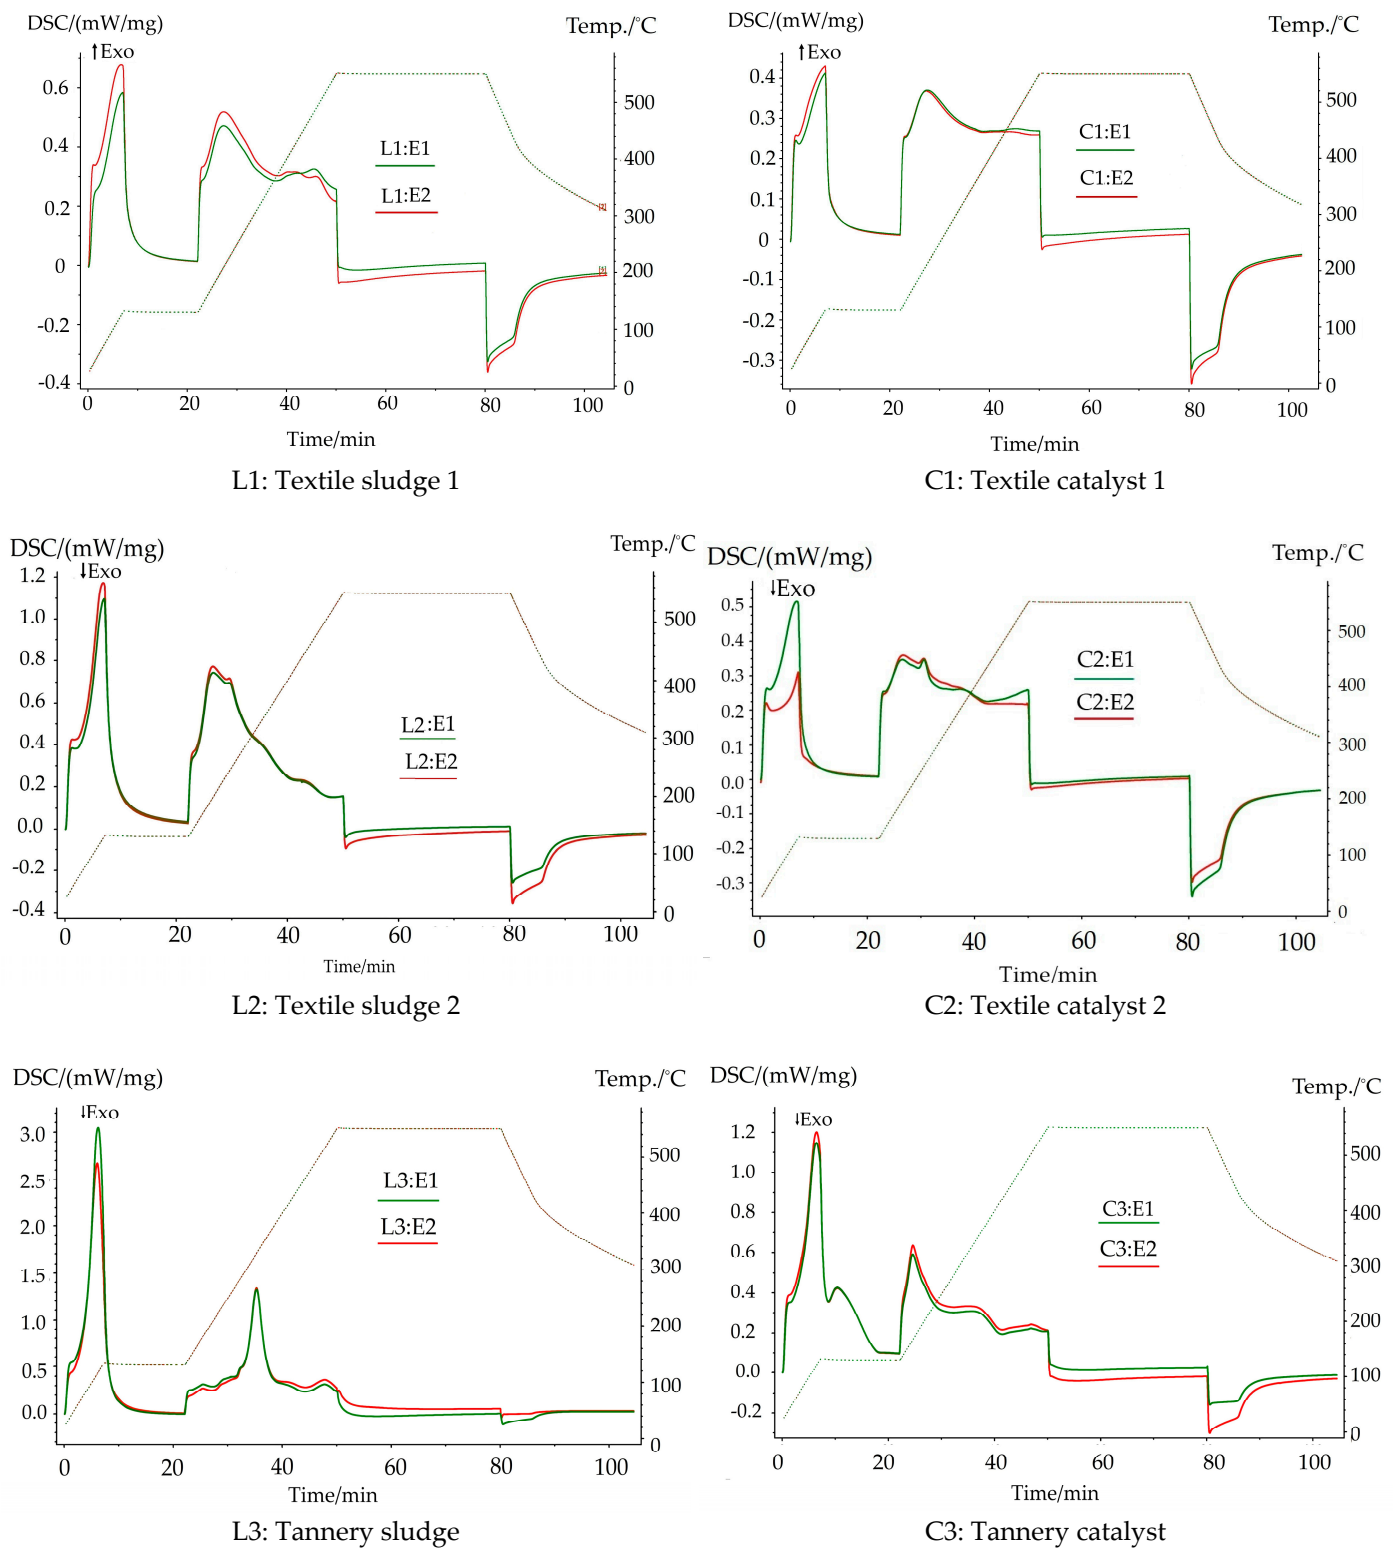 DSC/(mW/mg) Temp./°C
↑Exo
0.6
0.4
0.2
0
-0.2
-0.4
500
400
300
200
100
0
L1:E1
L1:E2
0 20 40 60 80 100
Time/min
L1: Textile sludge 1
DSC/(mW/mg) Temp./°C
↑Exo
0.4
0.3
0.2
0.1
0
-0.1
-0.2
-0.3
500
400
300
200
100
0
C1:E1
C1:E2
0 20 40 60 80 100
Time/min
C1: Textile catalyst 1
DSC/(mW/mg) Temp./°C
↓Exo
1.2
1.0
0.8
0.6
0.4
0.2
0.0
-0.2
-0.4
500
400
300
200
100
0
L2:E1
L2:E2
0 20 40 60 80 100
Time/min
L2: Textile sludge 2
DSC/(mW/mg) Temp./°C
↓Exo
0.5
0.4
0.3
0.2
0.1
0.0
-0.1
-0.2
-0.3
500
400
300
200
100
0
C2:E1
C2:E2
0 20 40 60 80 100
Time/min
C2: Textile catalyst 2
DSC/(mW/mg) Temp./°C
↓Exo
3.0
2.5
2.0
1.5
1.0
0.5
0.0
500
400
300
200
100
0
L3:E1
L3:E2
0 20 40 60 80 100
Time/min
L3: Tannery sludge
DSC/(mW/mg) Temp./°C
↓Exo
1.2
1.0
0.8
0.6
0.4
0.2
0.0
-0.2
500
400
300
200
100
0
C3:E1
C3:E2
0 20 40 60 80 100
Time/min
C3: Tannery catalyst